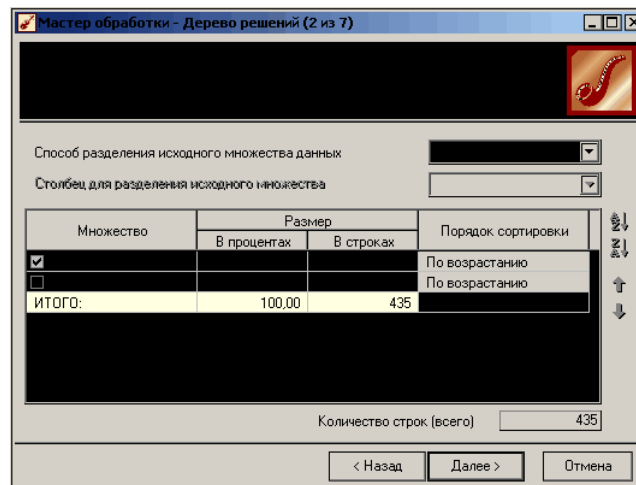 Мастер обработки - Дерево решений (2 из 7)
Способ разделения исходного множества данных
Столбец для разделения исходного множества
Множество Размер Порядок сортировки
В процентах В строках
По возрастанию
По возрастанию
ИТОГО: 100,00 435
Количество строк (всего) 435
< Назад Далее > Отмена